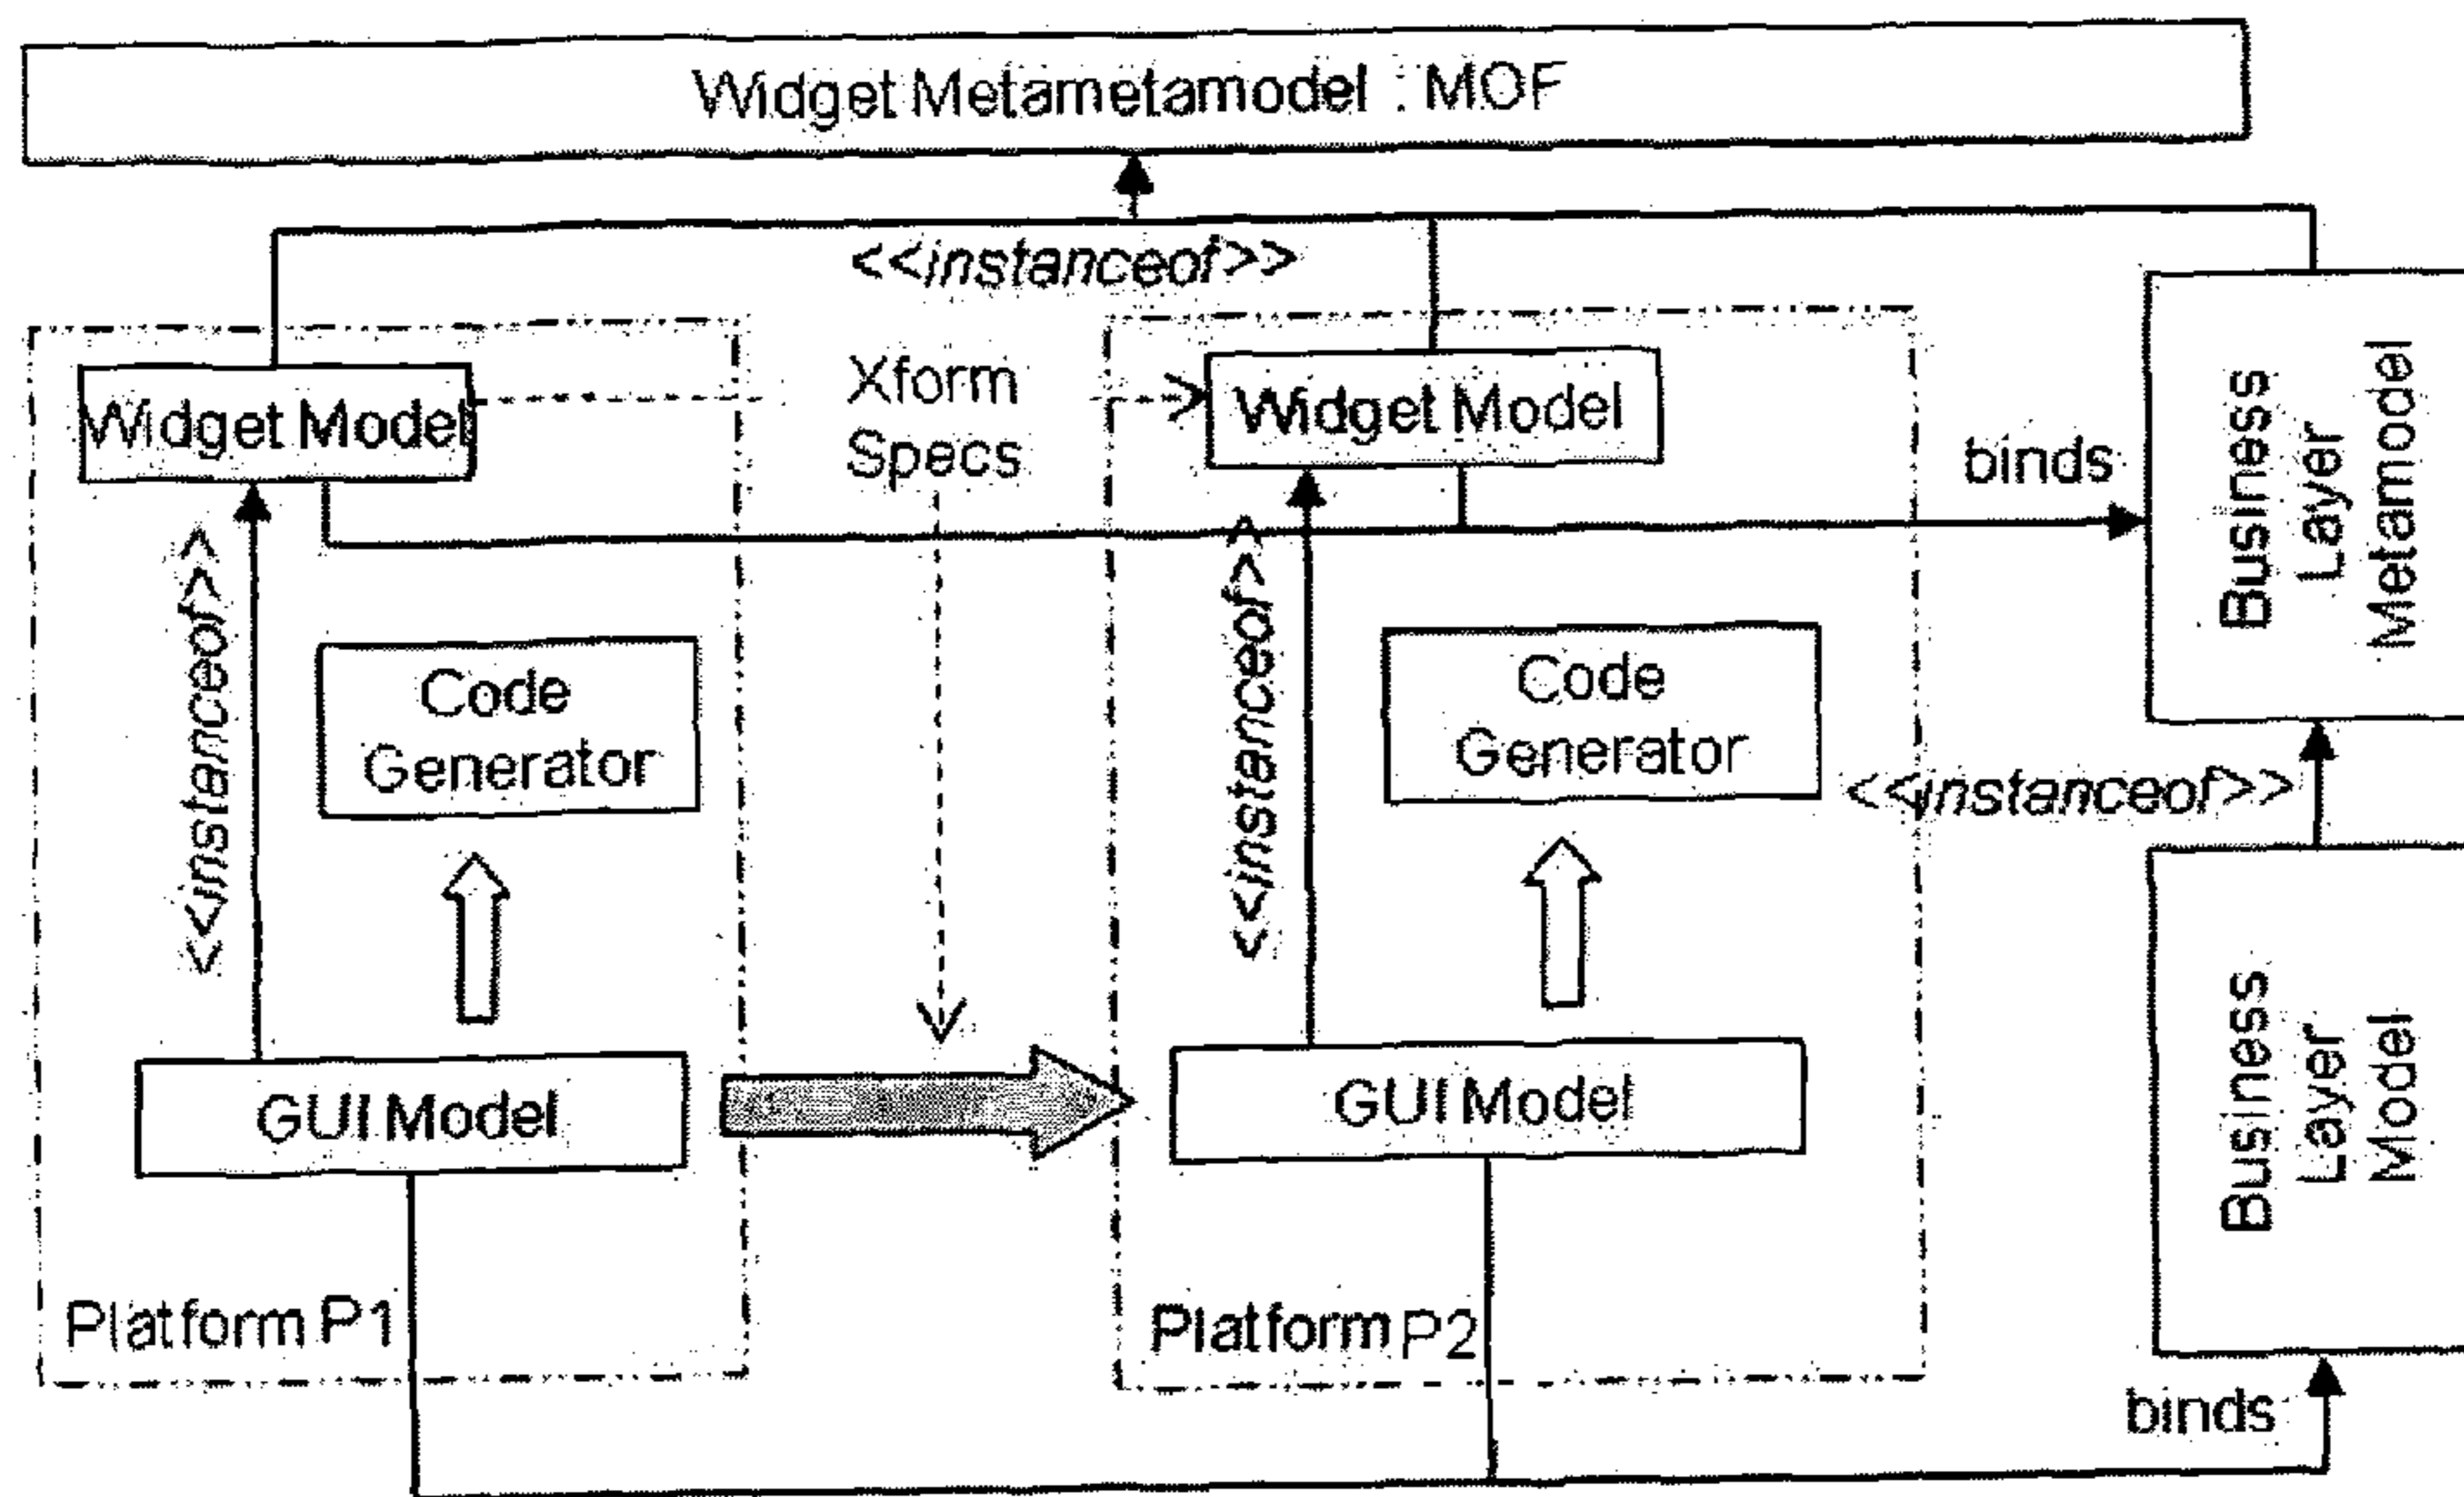 Widget Metametamodel : MOF
<<instanceof>>
Widget Model
Xform
Specs
Widget Model
binds
Business
Layer
Metamodel
<<instanceof>>
Code
Generator
<<instanceof>>
Code
Generator
<<instanceof>>
GUI Model
GUI Model
Business
Layer
Model
Platform P1
Platform P2
binds